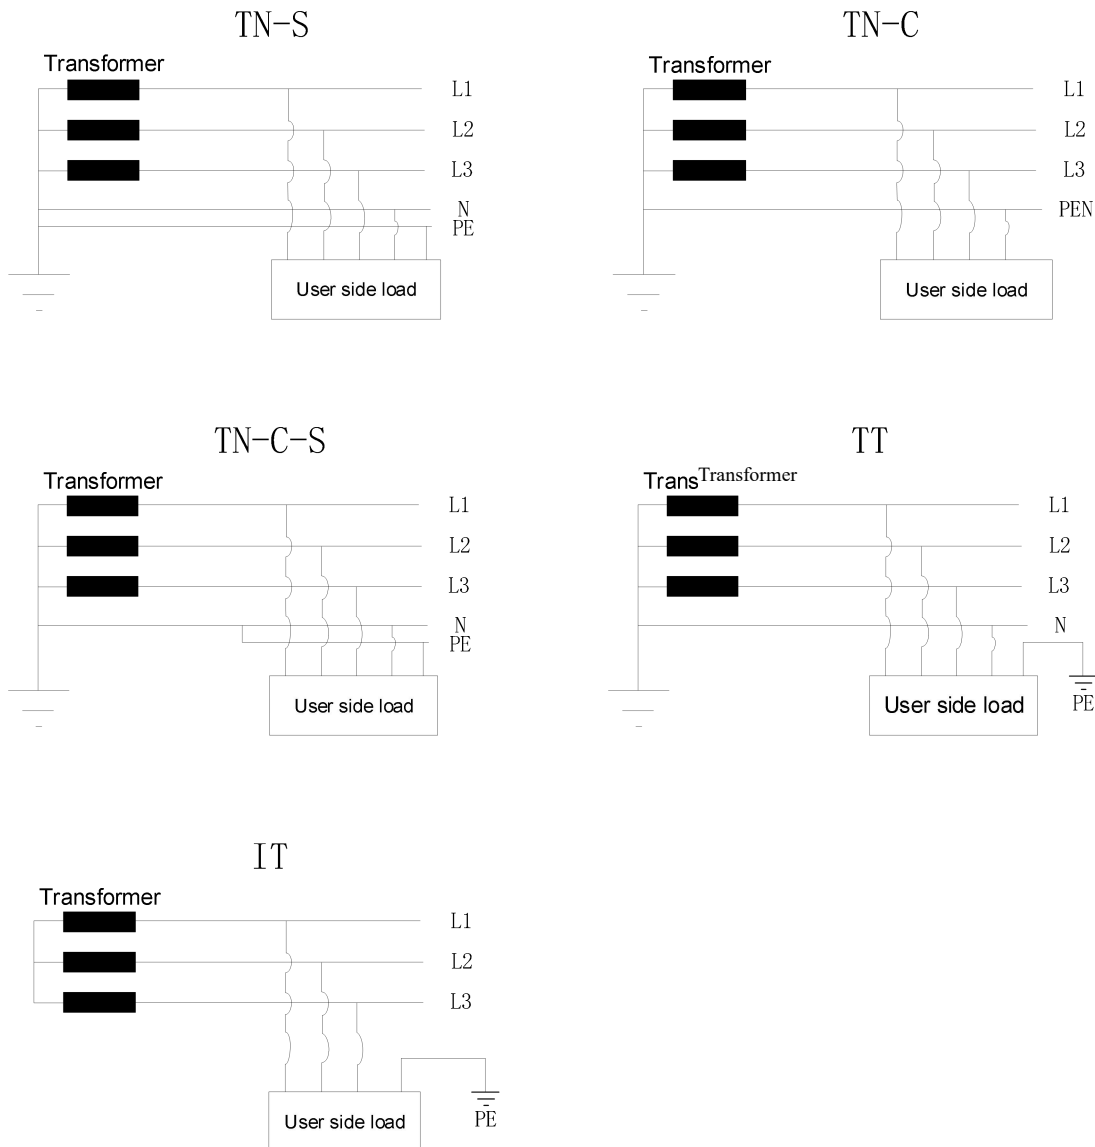 TN-S
Transformer
L1
L2
L3
N
PE
User side load
TN-C
Transformer
L1
L2
L3
PEN
User side load
TN-C-S
Transformer
L1
L2
L3
N
PE
User side load
TT
Trans Transformer
L1
L2
L3
N
User side load
PE
IT
Transformer
L1
L2
L3
User side load
PE